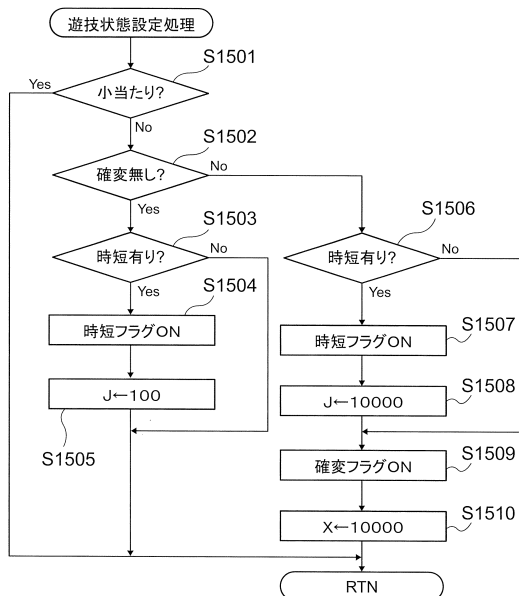 遊技状態設定処理
S1501
小当たり?
Yes
No
S1502
確変無し?
No
Yes
S1503
時短有り?
No
Yes
S1504
時短フラグON
J←100
S1505
S1506
時短有り?
No
Yes
S1507
時短フラグON
S1508
J←10000
S1509
確変フラグON
S1510
X←10000
RTN